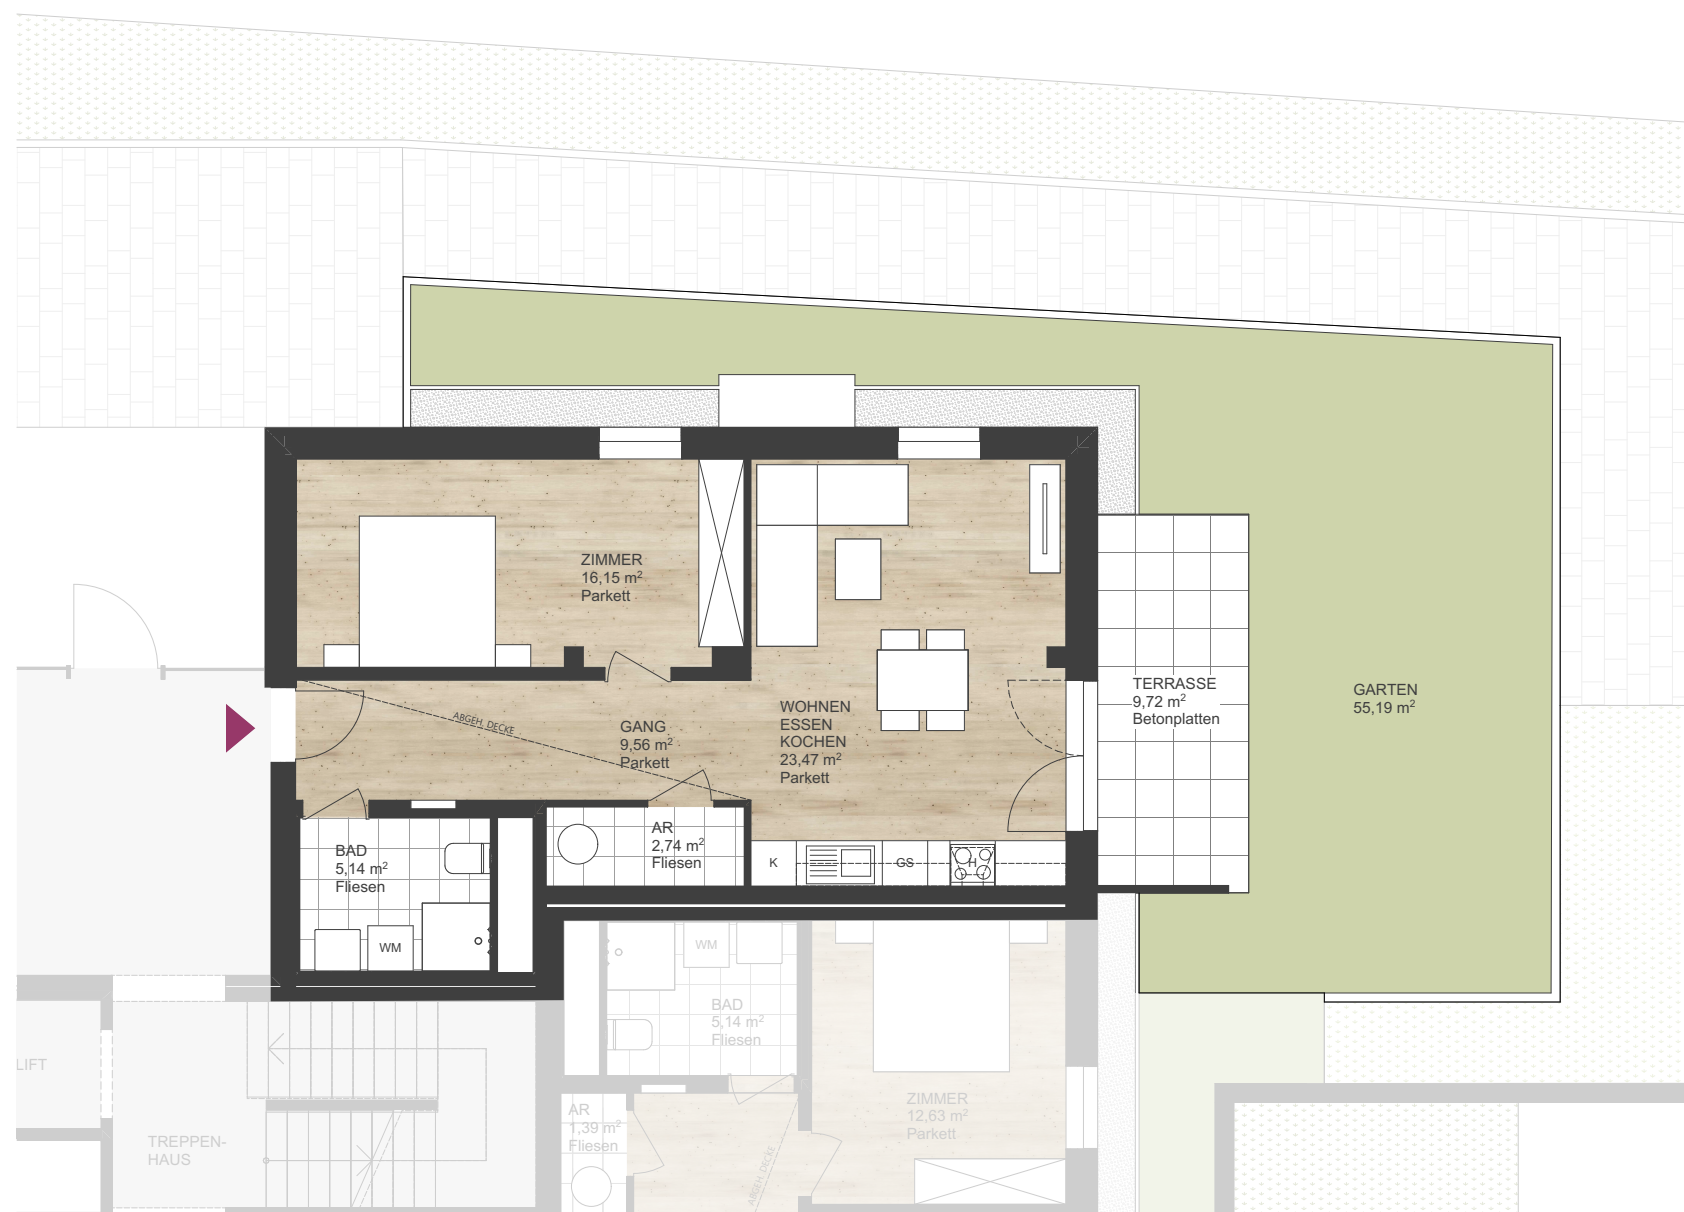 ZIMMER
16,15 m²
Parkett
ABGEH. DECKE
GANG
9,56 m²
Parkett
WOHNEN
ESSEN
KOCHEN
23,47 m²
Parkett
TERRASSE
9,72 m²
Betonplatten
GARTEN
55,19 m²
BAD
5,14 m²
Fliesen
WM
AR
2,74 m²
Fliesen
K
GS
H
WM
BAD
5,14 m²
Fliesen
LIFT
TREPPEN-
HAUS
AR
1,39 m²
Fliesen
ABGEH. DECKE
ZIMMER
12,63 m²
Parkett